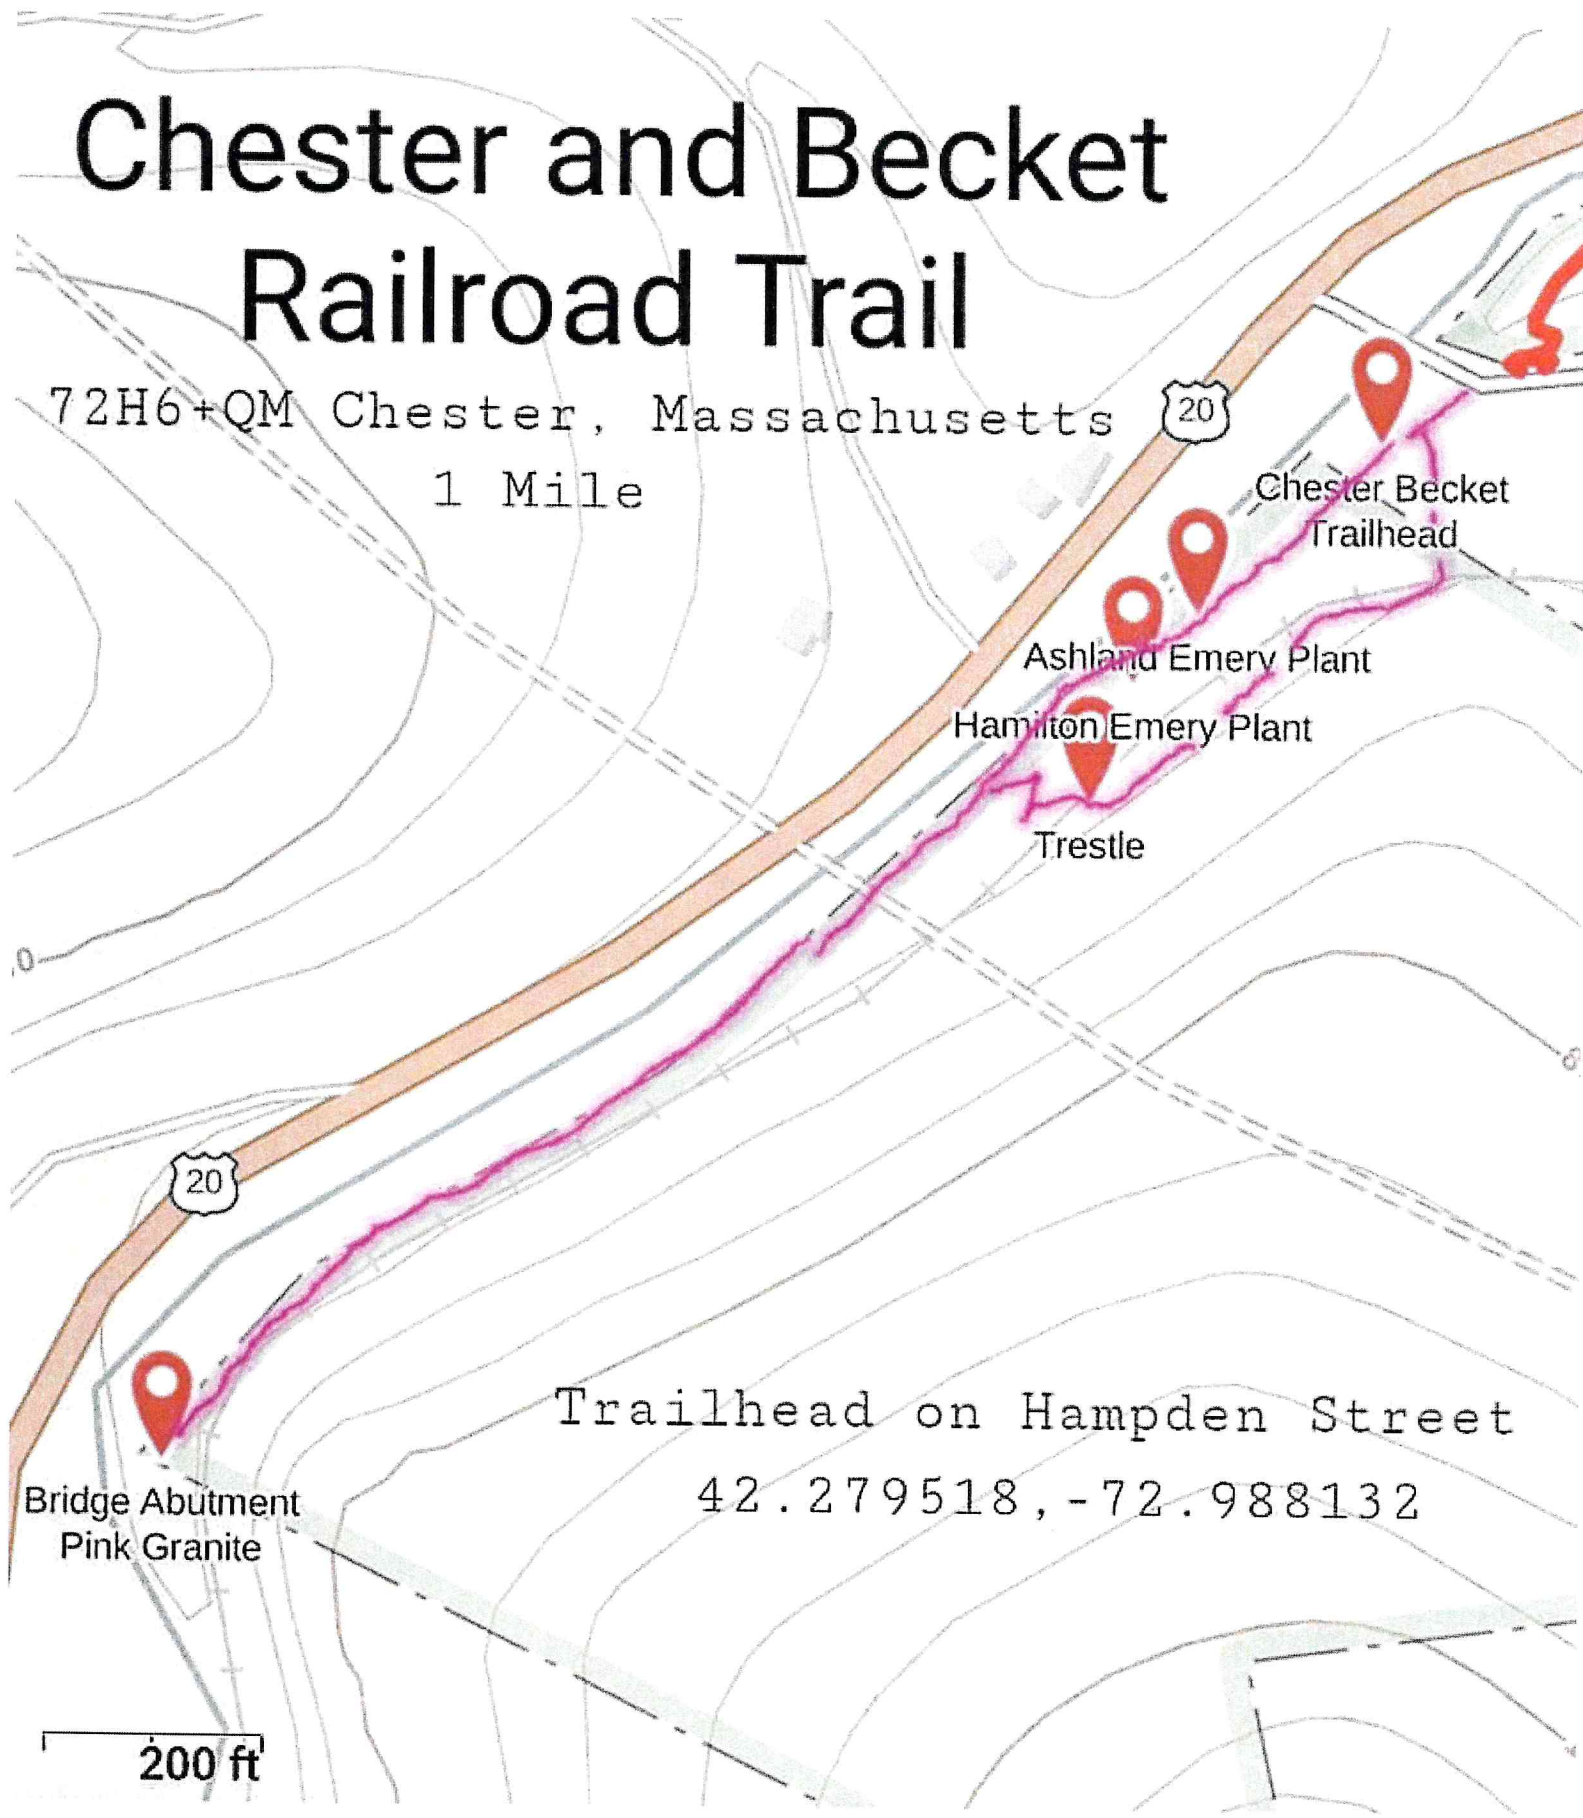 Chester and Becket
Railroad Trail
72H6+QM Chester, Massachusetts
1 Mile
20
Chester Becket
Trailhead
Ashland Emery Plant
Hamilton Emery Plant
Trestle
20
Trailhead on Hampden Street
42.279518,-72.988132
Bridge Abutment
Pink Granite
200 ft